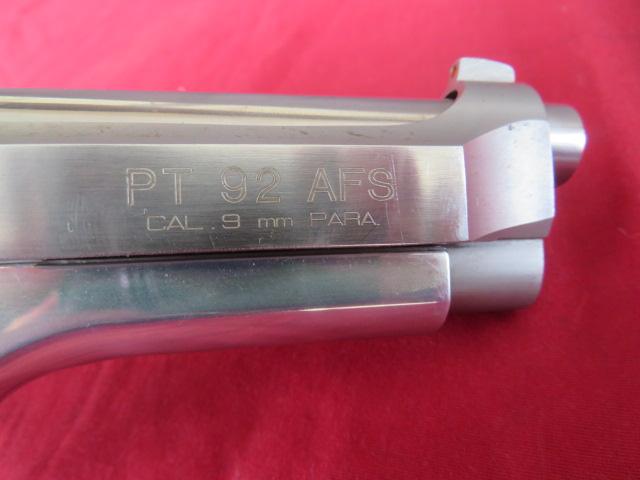 PT 92 AFS
CAL. 9 mm PARA.